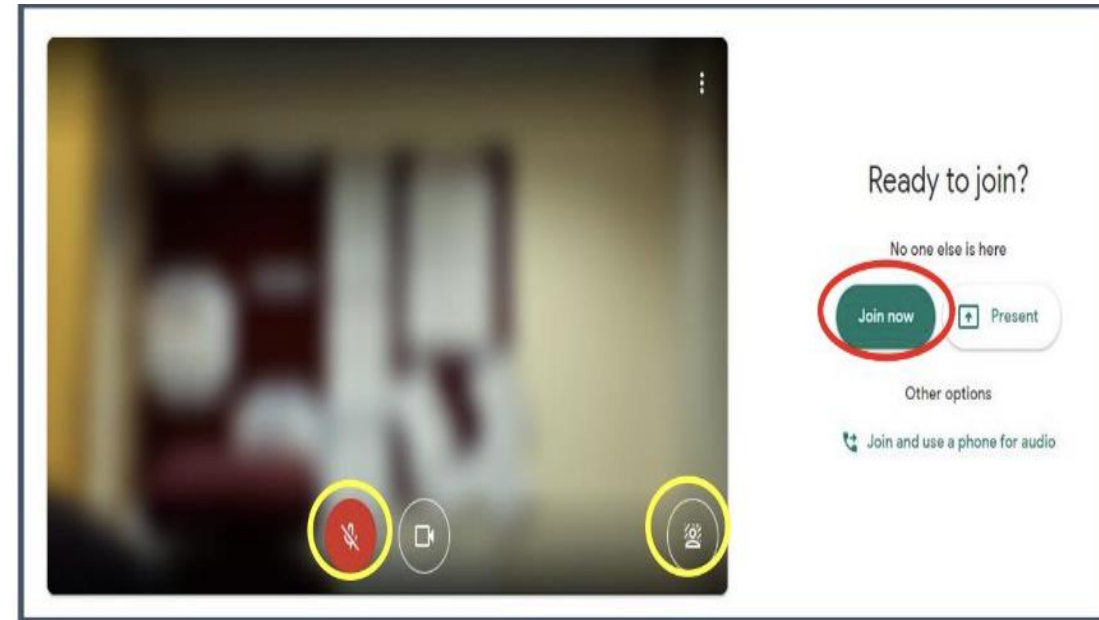 Ready to join?
No one else is here
Join now
Present
Other options
Join and use a phone for audio